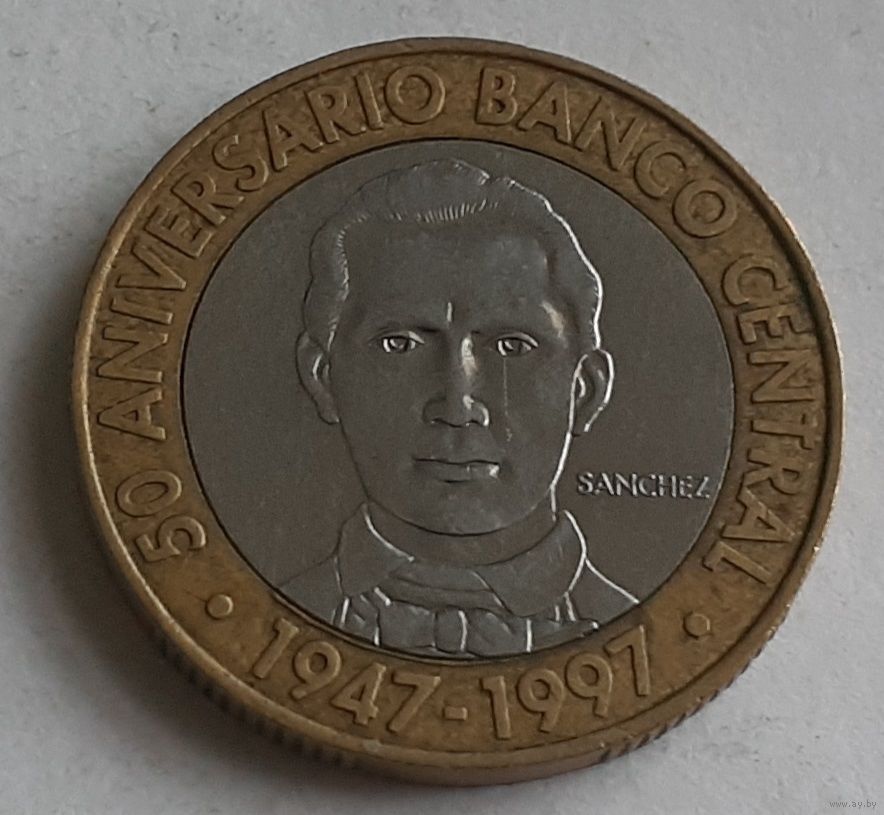 50 ANIVERSARIO BANCO CENTRAL
SANCHEZ
• 1947-1997 •
www.ay.by